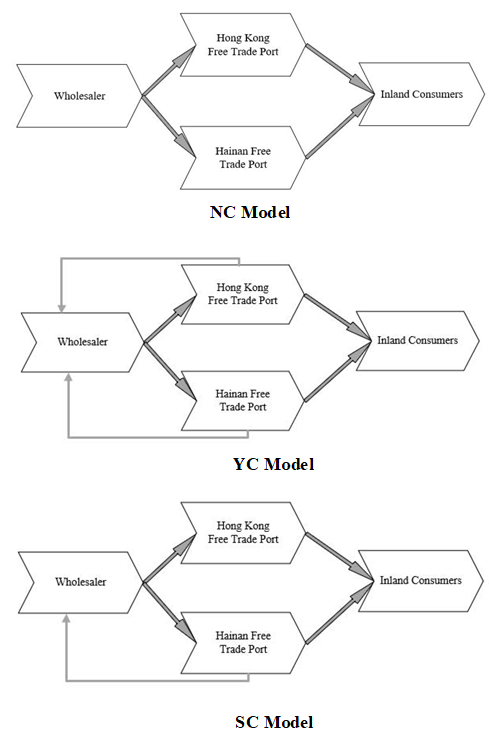 Hong Kong
Free Trade Port
Wholesaler
Inland Consumers
Hainan Free
Trade Port
NC Model
Hong Kong
Free Trade Port
Wholesaler
Inland Consumers
Hainan Free
Trade Port
YC Model
Hong Kong
Free Trade Port
Wholesaler
Inland Consumers
Hainan Free
Trade Port
SC Model